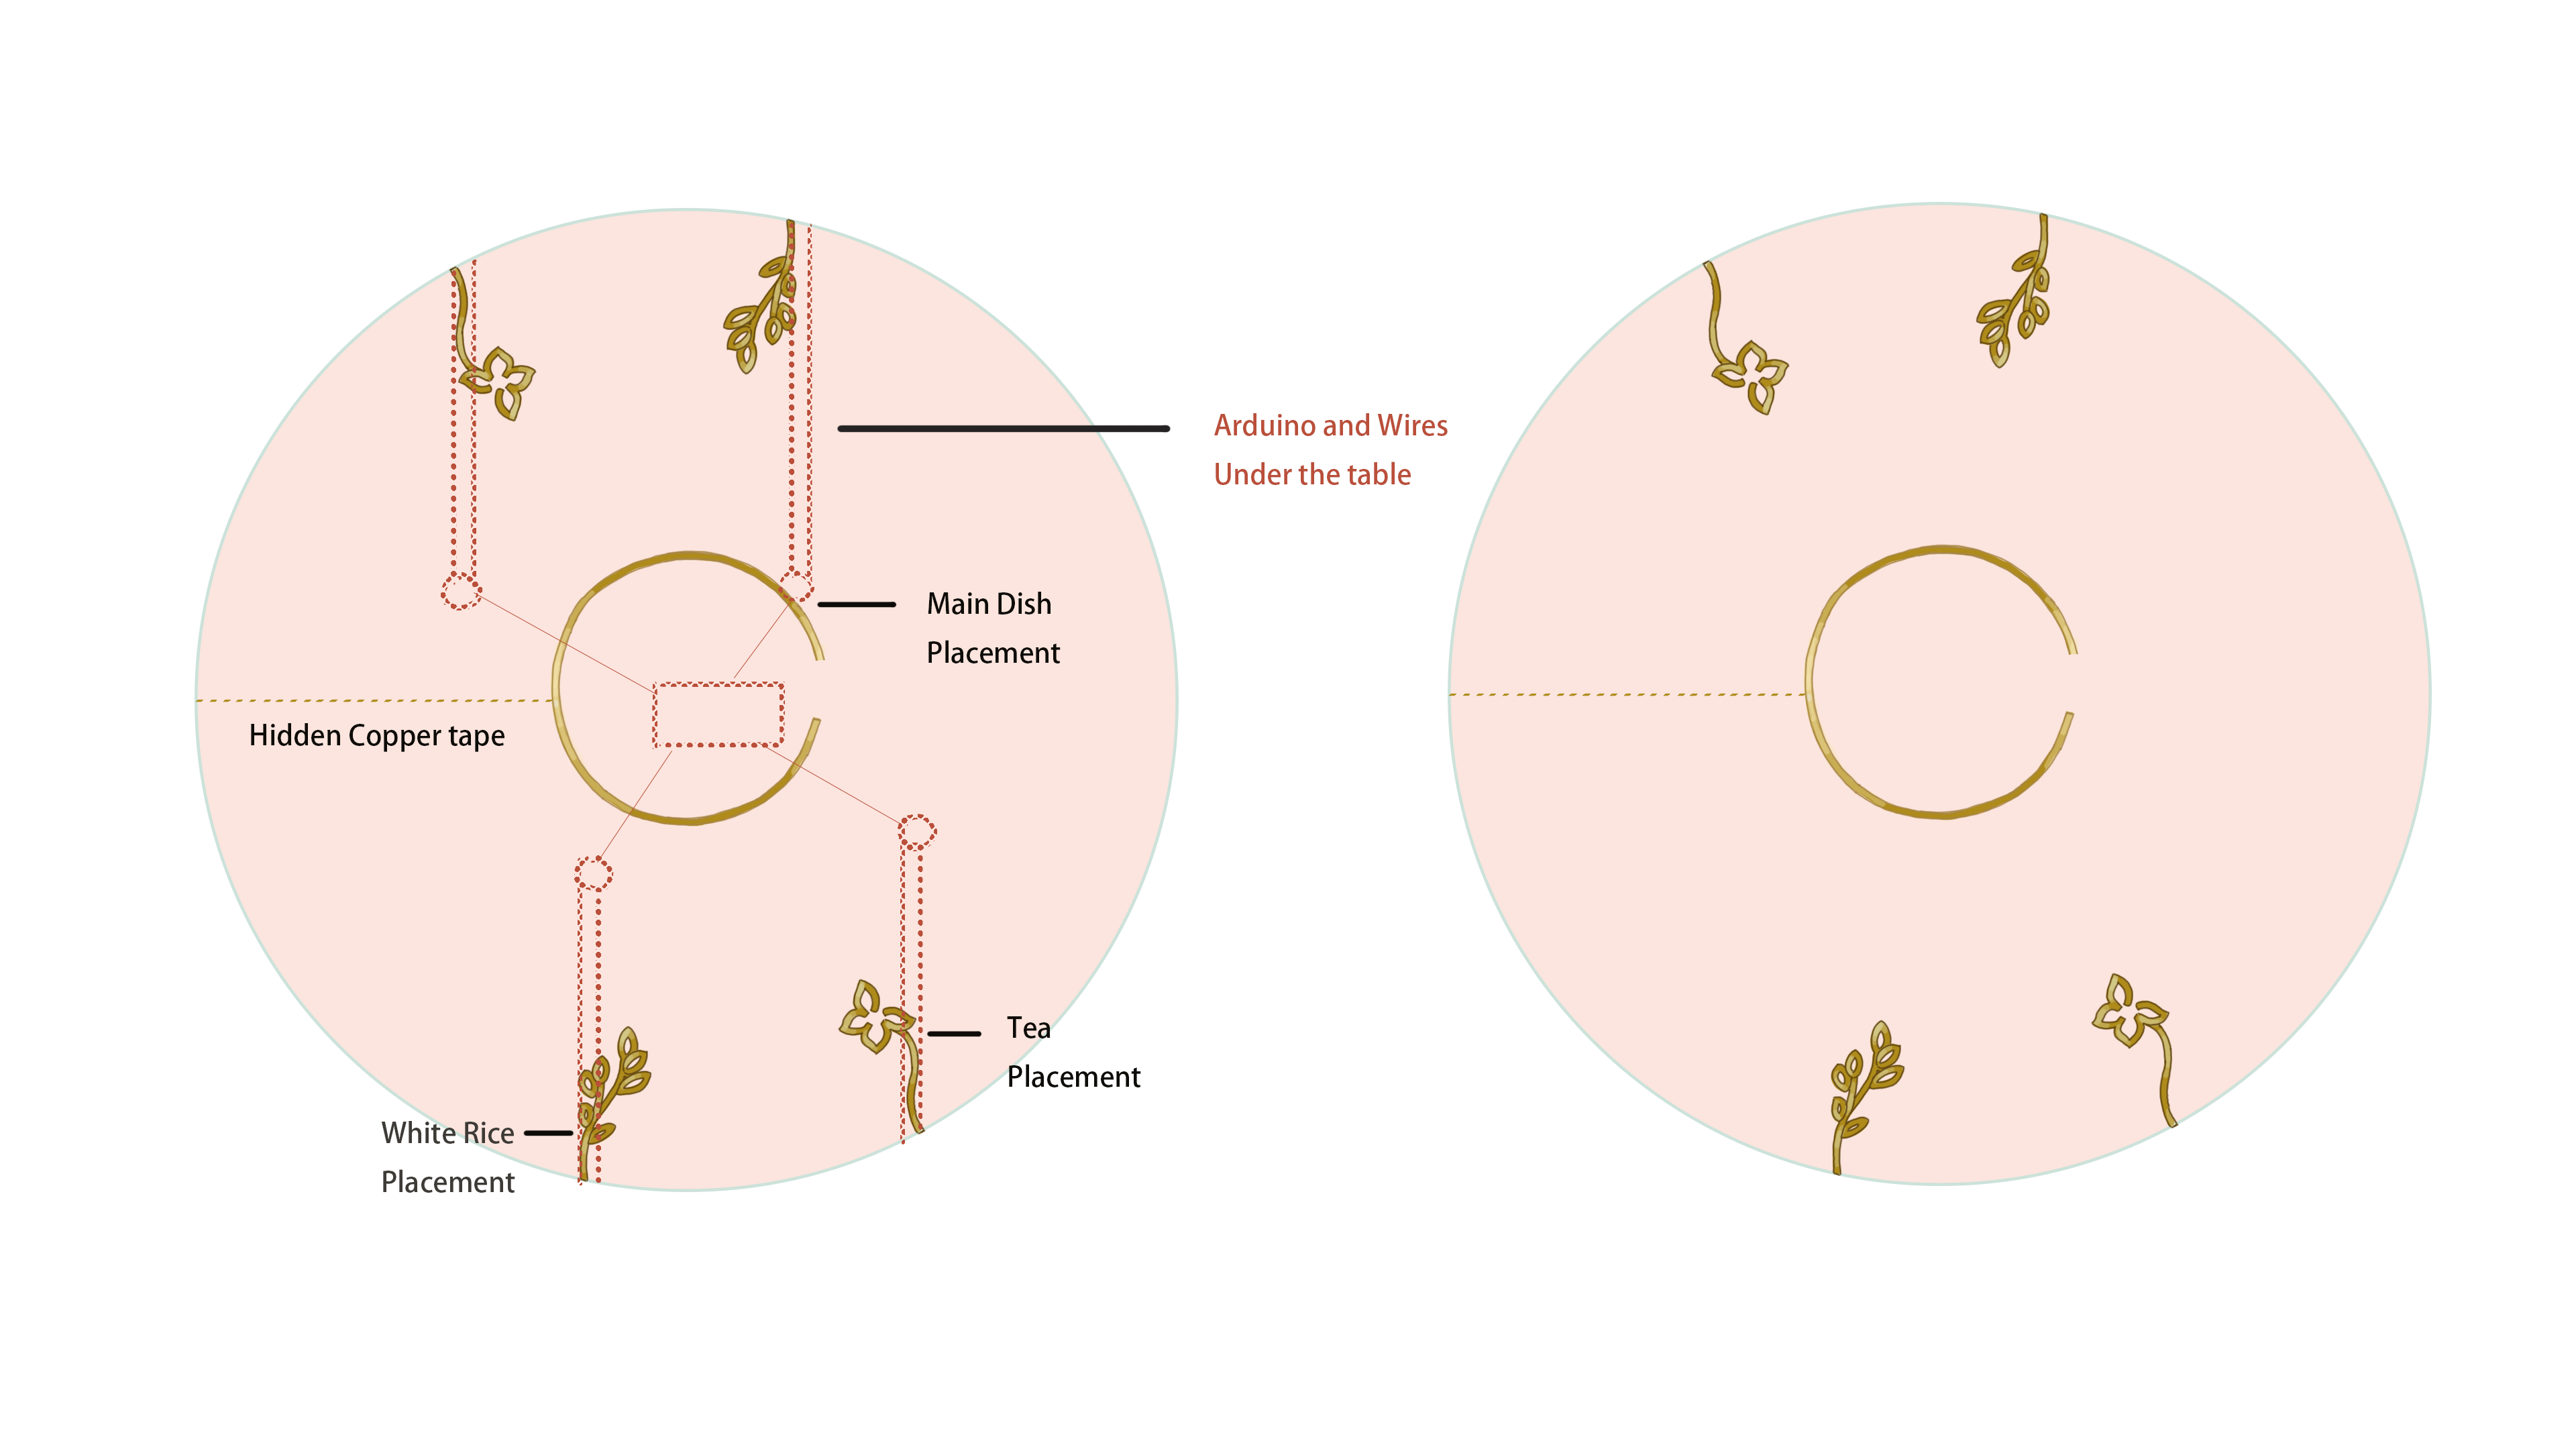 Arduino and Wires
Under the table
Main Dish
Placement
Hidden Copper tape
Tea
Placement
White Rice
Placement